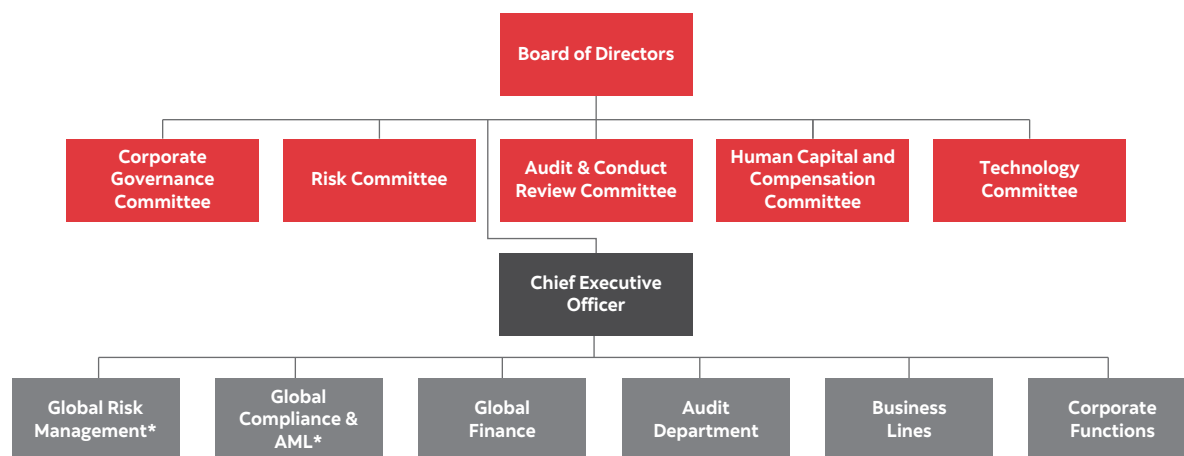 Board of Directors
Corporate
Governance
Committee
Risk Committee
Audit & Conduct
Review Committee
Human Capital and
Compensation
Committee
Technology
Committee
Chief Executive
Officer
Global Risk
Management*
Global
Compliance &
AML*
Global
Finance
Audit
Department
Business
Lines
Corporate
Functions